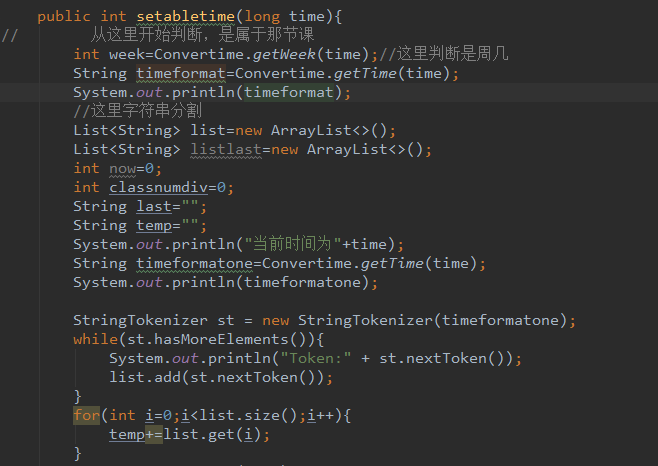 public int setabletime(long time){
// 从这里开始判断，是属于那节课
int week=Convertime.getWeek(time);//这里判断是周几
String timeformat=Convertime.getTime(time);
System.out.println(timeformat);
//这里字符串分割
List<String> list=new ArrayList<>();
List<String> listlast=new ArrayList<>();
int now=0;
int classnumdiv=0;
String last="";
String temp="";
System.out.println("当前时间为"+time);
String timeformatone=Convertime.getTime(time);
System.out.println(timeformatone);
StringTokenizer st = new StringTokenizer(timeformatone);
while(st.hasMoreElements()){
System.out.println("Token:" + st.nextToken());
list.add(st.nextToken());
}
for(int i=0;i<list.size();i++){
temp+=list.get(i);
}